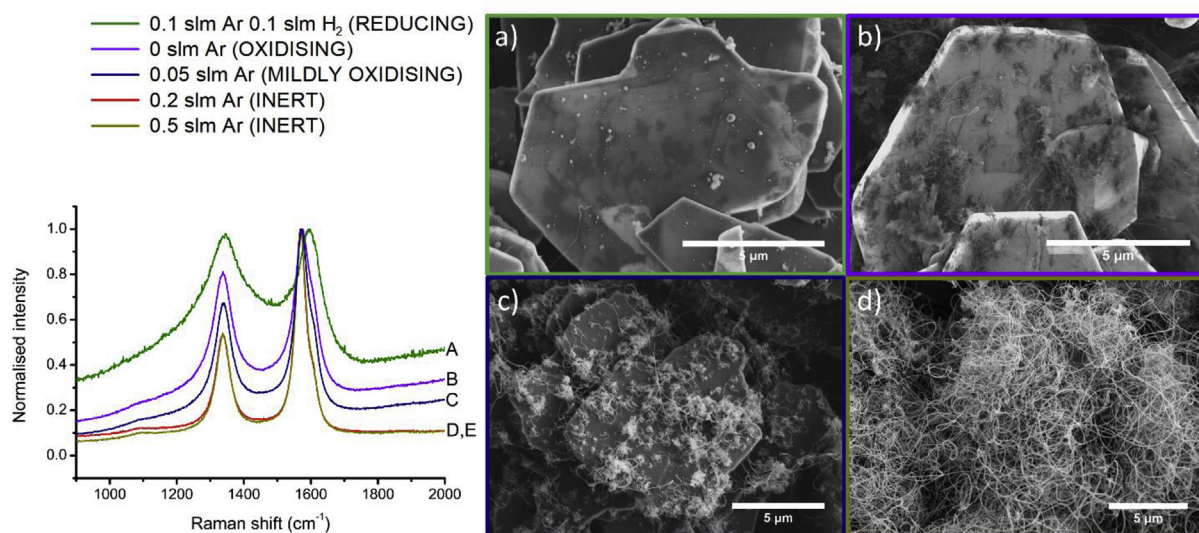 0.1 slm Ar 0.1 slm H₂ (REDUCING)
0 slm Ar (OXIDISING)
0.05 slm Ar (MILDLY OXIDISING)
0.2 slm Ar (INERT)
0.5 slm Ar (INERT)
Normalised intensity
1.0
0.8
0.6
0.4
0.2
0.0
A
B
C
D,E
1000 1200 1400 1600 1800 2000
Raman shift (cm⁻¹)
a)
5 µm
b)
5 µm
c)
5 µm
d)
5 µm